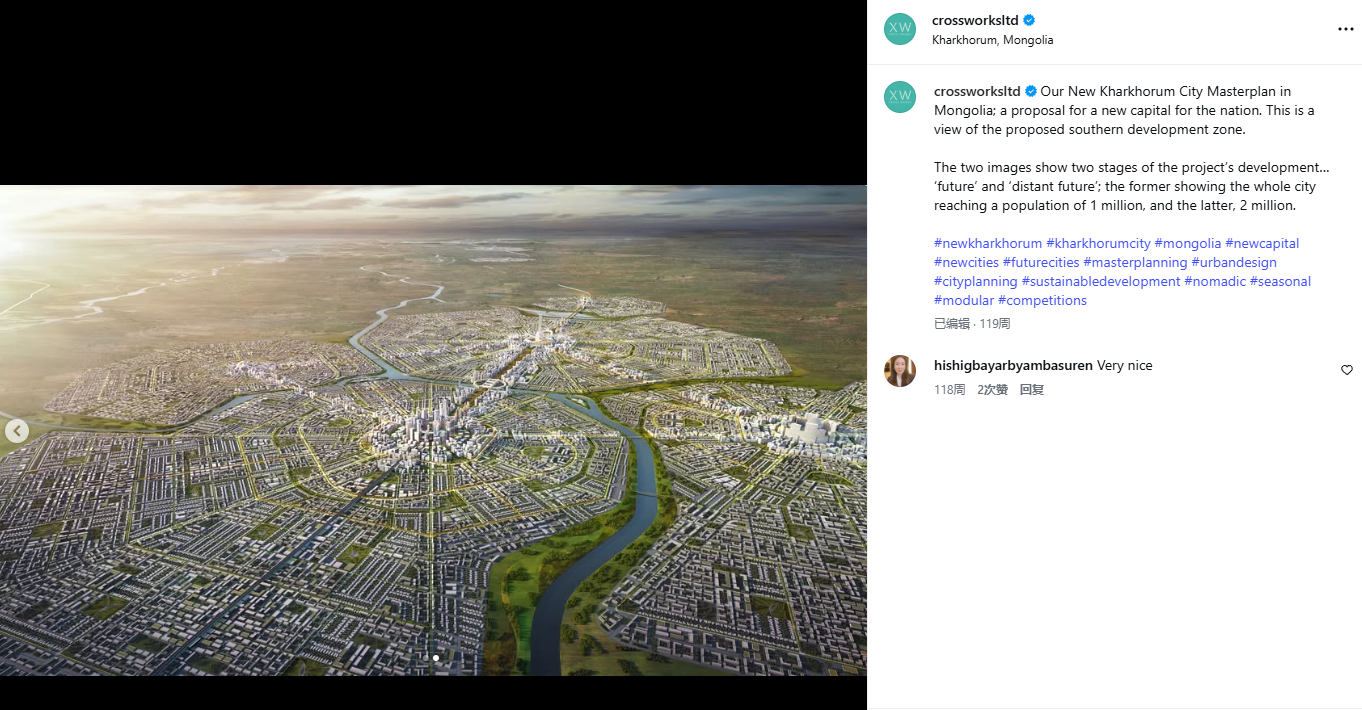 XW
crossworksltd
Kharkhorum, Mongolia
XW
crossworksltd Our New Kharkhorum City Masterplan in
Mongolia; a proposal for a new capital for the nation. This is a
view of the proposed southern development zone.
The two images show two stages of the project’s development...
‘future’ and ‘distant future’; the former showing the whole city
reaching a population of 1 million, and the latter, 2 million.
#newkharkhorum #kharkhorumcity #mongolia #newcapital
#newcities #futurecities #masterplanning #urbandesign
#cityplanning #sustainabledevelopment #nomadic #seasonal
#modular #competitions
已编辑 · 119周
hishigbayarbyambasuren Very nice
118周 2次赞 回复